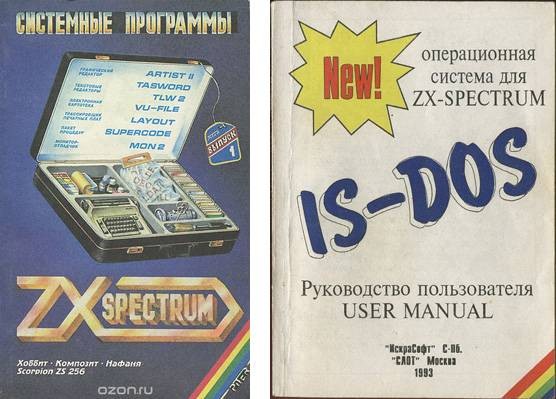 СИСТЕМНЫЕ ПРОГРАММЫ
ГРАФИЧЕСКИЙ
РЕДАКТОР
ARTIST II
ТЕКСТОВЫЕ
РЕДАКТОРЫ
TASWORD
TLW 2
ЭЛЕКТРОННАЯ
КАРТОТЕКА
VU-FILE
ТРАССИРОВЩИК
ПЕЧАТНЫХ ПЛАТ
LAYOUT
ПАКЕТ
ПРОЦЕДУР
SUPERCODE
МОНИТОР-
ОТЛАДЧИК
MON 2
ВЫПУСК
1
ZX SPECTRUM
Хоббит · Композит · Нафаня
Scorpion ZS 256
ozon.ru
New!
операционная
система для
ZX-SPECTRUM
IS-DOS
Руководство пользователя
USER MANUAL
"ИскраСофт" С-Пб.
"СЛОТ" Москва
1993